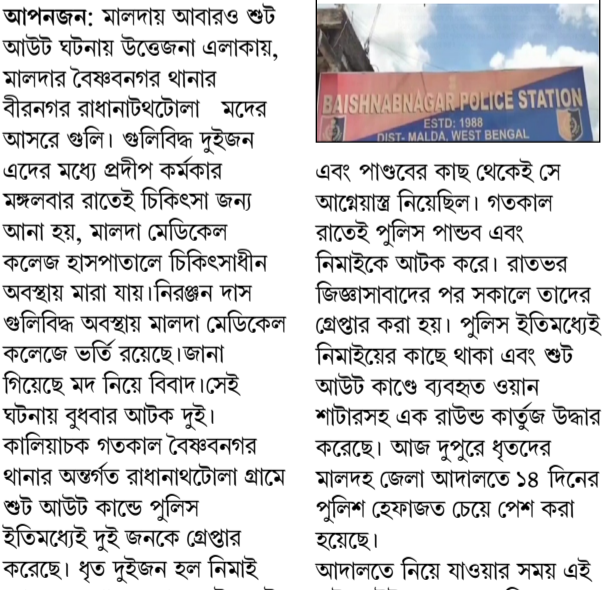 আপনজন: মালদায় আবারও শুট
আউট ঘটনায় উত্তেজনা এলাকায়,
মালদার বৈষ্ণবনগর থানার
বীরনগর রাধানাটথটোলা মদের
আসরে গুলি। গুলিবিদ্ধ দুইজন
এদের মধ্যে প্রদীপ কর্মকার
মঙ্গলবার রাতেই চিকিৎসা জন্য
আনা হয়, মালদা মেডিকেল
কলেজ হাসপাতালে চিকিৎসাধীন
অবস্থায় মারা যায়।নিরঞ্জন দাস
গুলিবিদ্ধ অবস্থায় মালদা মেডিকেল
কলেজে ভর্তি রয়েছে।জানা
গিয়েছে মদ নিয়ে বিবাদ।সেই
ঘটনায় বুধবার আটক দুই।
কালিয়াচক গতকাল বৈষ্ণবনগর
থানার অন্তর্গত রাধানাথটোলা গ্রামে
শুট আউট কান্ডে পুলিস
ইতিমধ্যেই দুই জনকে গ্রেপ্তার
করেছে। ধৃত দুইজন হল নিমাই
BAISHNABNAGAR POLICE STATION
ESTD: 1988
DIST- MALDA, WEST BENGAL
এবং পাণ্ডবের কাছ থেকেই সে
আগ্নেয়াস্ত্র নিয়েছিল। গতকাল
রাতেই পুলিস পান্ডব এবং
নিমাইকে আটক করে। রাতভর
জিজ্ঞাসাবাদের পর সকালে তাদের
গ্রেপ্তার করা হয়। পুলিস ইতিমধ্যেই
নিমাইয়ের কাছে থাকা এবং শুট
আউট কাণ্ডে ব্যবহৃত ওয়ান
শাটারসহ এক রাউন্ড কার্তুজ উদ্ধার
করেছে। আজ দুপুরে ধৃতদের
মালদহ জেলা আদালতে ১৪ দিনের
পুলিশ হেফাজত চেয়ে পেশ করা
হয়েছে।
আদালতে নিয়ে যাওয়ার সময় এই